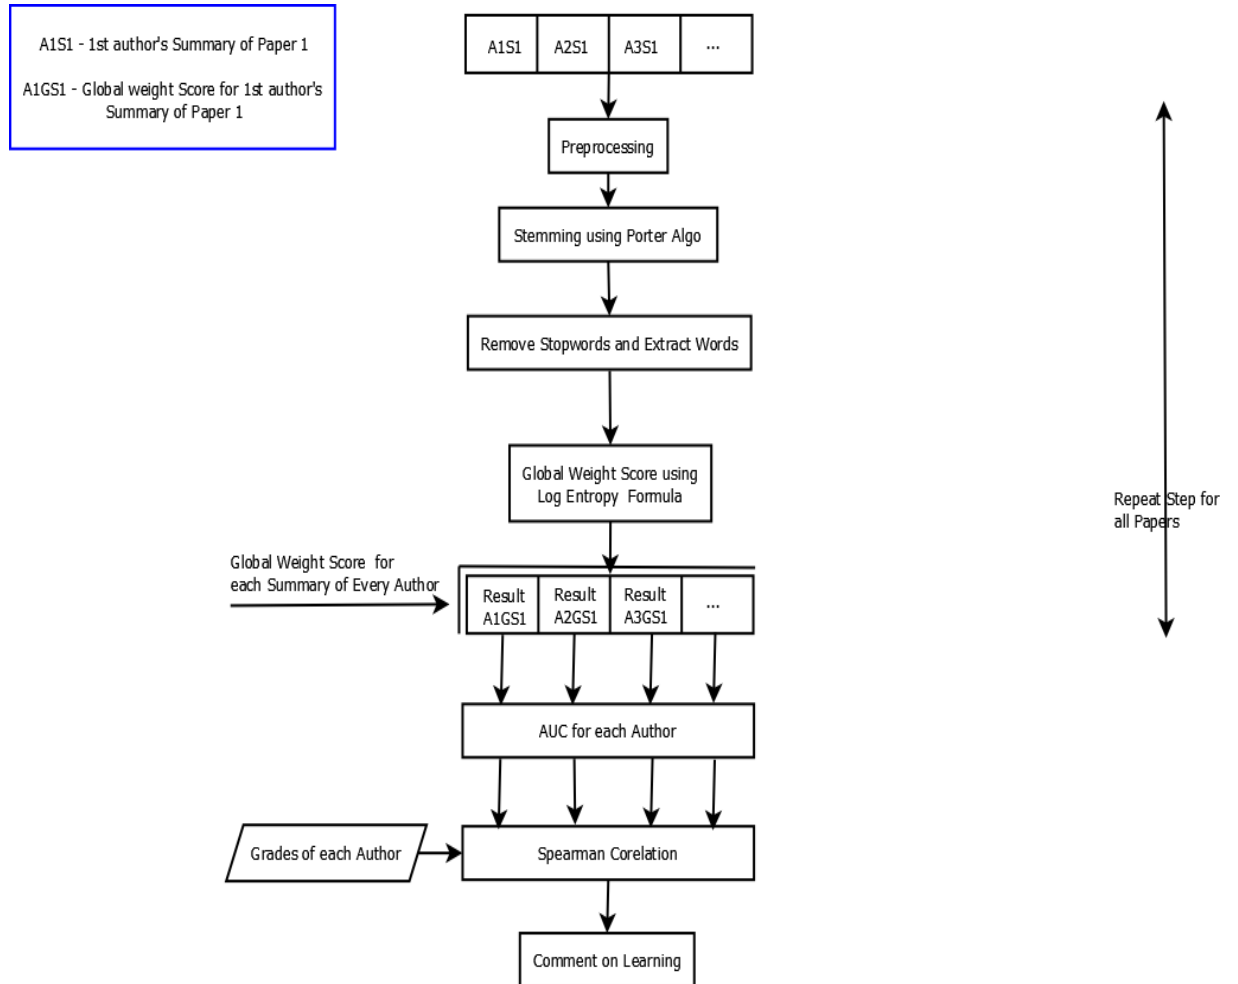 A1S1 - 1st author's Summary of Paper 1
A1GS1 - Global weight Score for 1st author's
Summary of Paper 1
A1S1 A2S1 A3S1 ...
Preprocessing
Stemming using Porter Algo
Remove Stopwords and Extract Words
Global Weight Score using
Log Entropy Formula
Repeat Step for
all Papers
Global Weight Score for
each Summary of Every Author
Result Result Result ...
A1GS1 A2GS1 A3GS1
AUC for each Author
Grades of each Author
Spearman Corelation
Comment on Learning